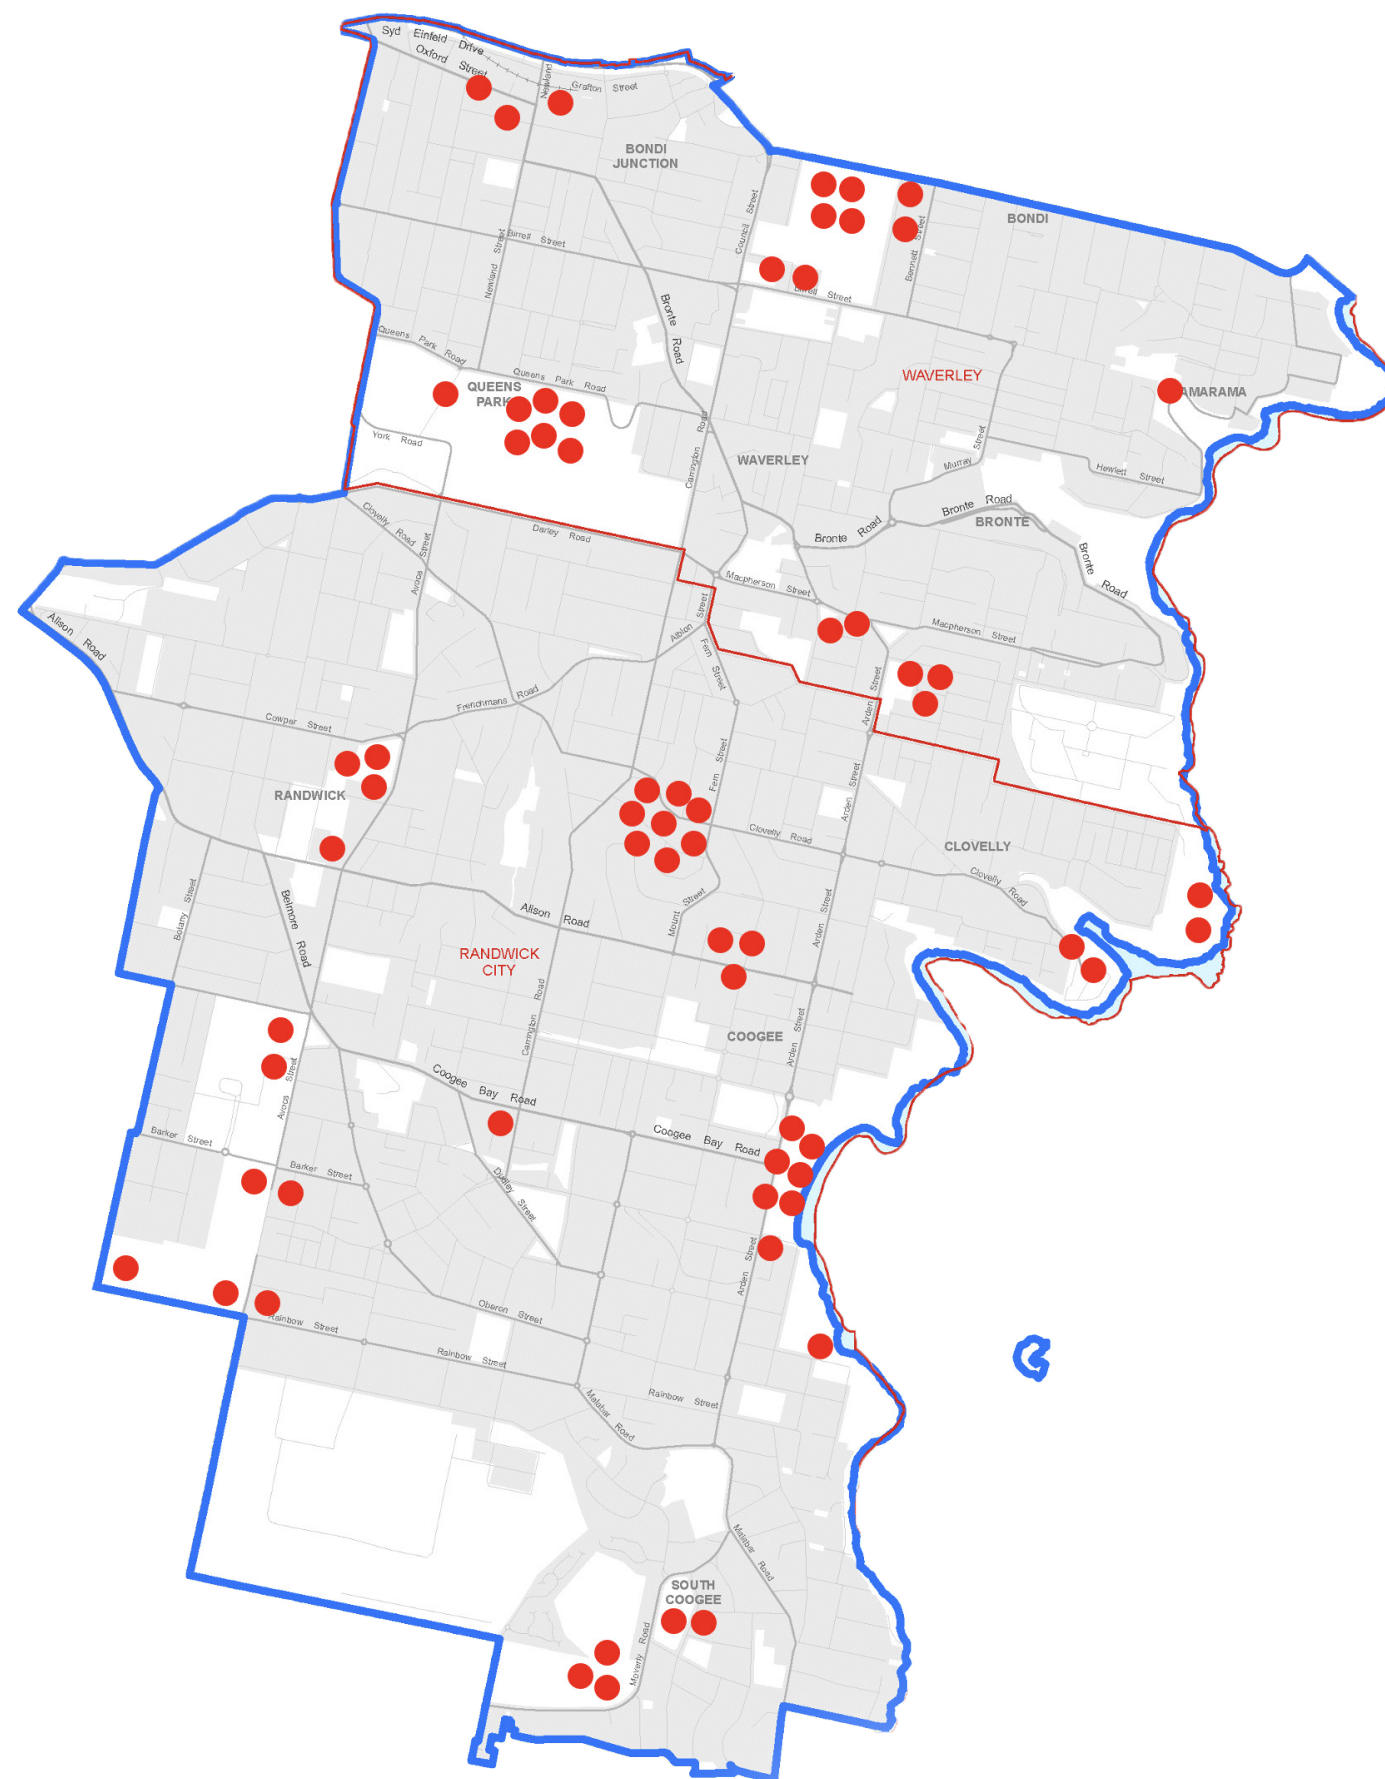 Syd Einfeld Drive
Oxford Street
Newland
Grafton Street
BONDI
JUNCTION
Council Street
BONDI
Birrell Street
Newland Street
Bennett Street
Street
Bronte Road
Queens Park Road
Queens Park Road
QUEENS
PARK
WAVERLEY
AMARAMA
York Road
Carrington Road
WAVERLEY
Murray Street
Hewlett Street
Clovelly Road
Darley Road
Bronte Road
Bronte Road
BRONTE
Bronte Road
Avoca Street
Macpherson Street
Alison Road
Albion Street
Fern Street
Macpherson Street
Arden Street
Frenchmans Road
Cowper Street
RANDWICK
Fern Street
Arden Street
Clovelly Road
CLOVELLY
Clovelly Road
Botany Street
Belmore Road
Alison Road
Mount Street
Arden Street
RANDWICK
CITY
Carrington Road
COOGEE
Arden Street
Avoca Street
Coogee Bay Road
Coogee Bay Road
Barker Street
Barker Street
Dudley Street
Arden Street
Oberon Street
Rainbow Street
Rainbow Street
Rainbow Street
Malabar Road
Malabar Road
SOUTH
COOGEE
Moverly Road